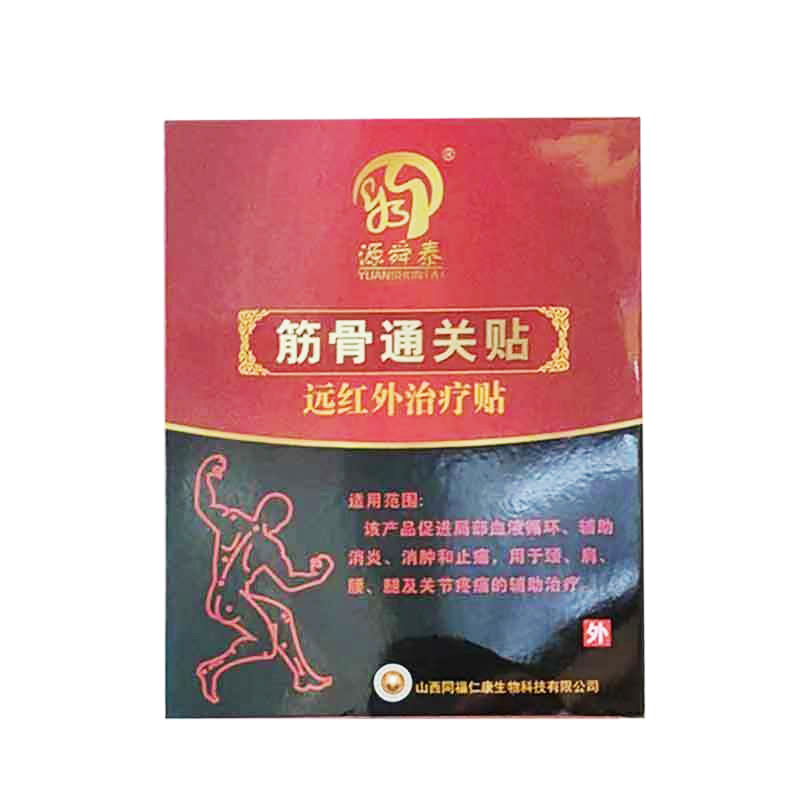 ®
源舜泰
YUANSHUNTAI
筋骨通关贴
远红外治疗贴
适用范围:
该产品促进局部血液循环、辅助
消炎、消肿和止痛，用于颈、肩、
腰、腿及关节疼痛的辅助治疗。
外
山西同福仁康生物科技有限公司